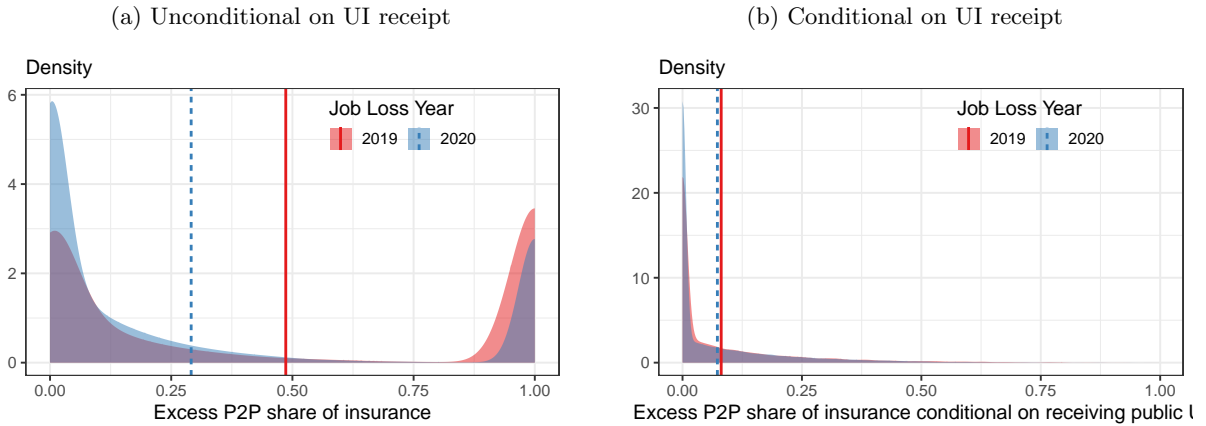 (a) Unconditional on UI receipt
Density
Job Loss Year
2019 2020
6
4
2
0
0.00 0.25 0.50 0.75 1.00
Excess P2P share of insurance
(b) Conditional on UI receipt
Density
Job Loss Year
2019 2020
30
20
10
0
0.00 0.25 0.50 0.75 1.00
Excess P2P share of insurance conditional on receiving public